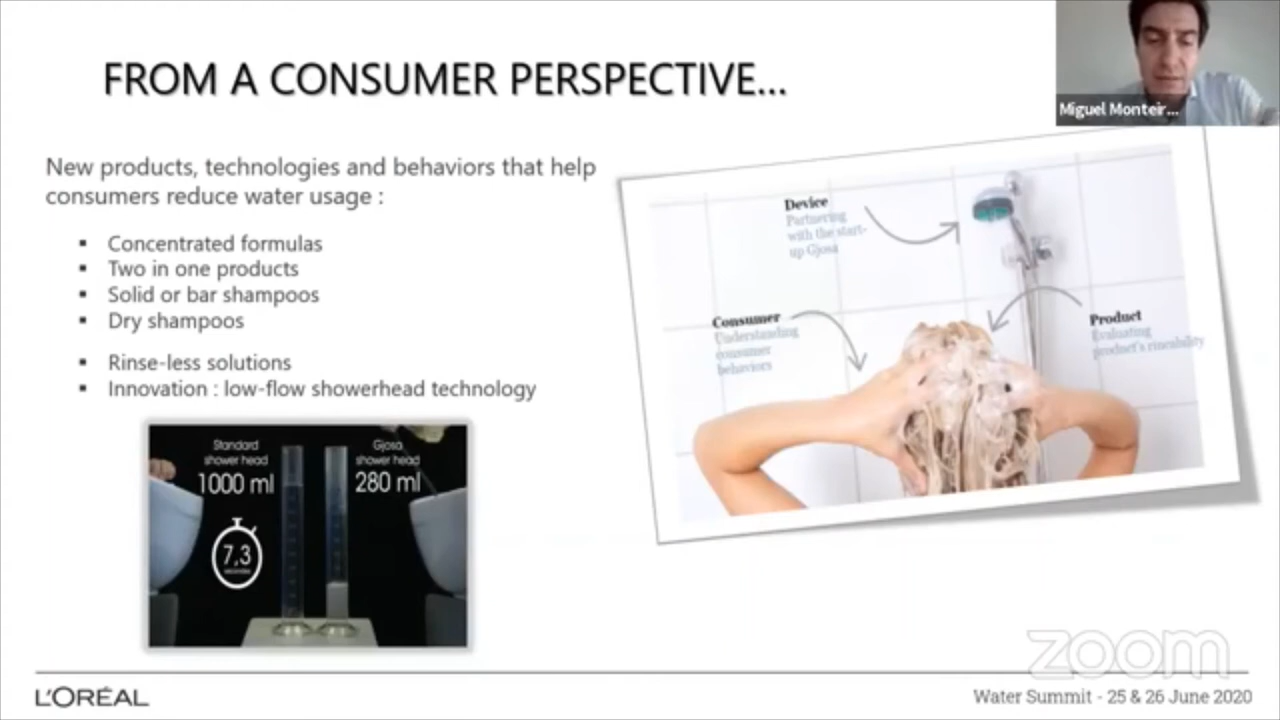 FROM A CONSUMER PERSPECTIVE...
Miguel Monteir...
New products, technologies and behaviors that help
consumers reduce water usage :
▪ Concentrated formulas
▪ Two in one products
▪ Solid or bar shampoos
▪ Dry shampoos
▪ Rinse-less solutions
▪ Innovation : low-flow showerhead technology
Device
Partnering
with the start-
up Gjosa
Consumer
Understanding
consumer
behaviors
Product
Evaluating
product's rinseability
Standard
shower head
1000 ml
Gjosa
shower head
280 ml
7,3
secondes
zoom
L'ORÉAL
Water Summit - 25 & 26 June 2020